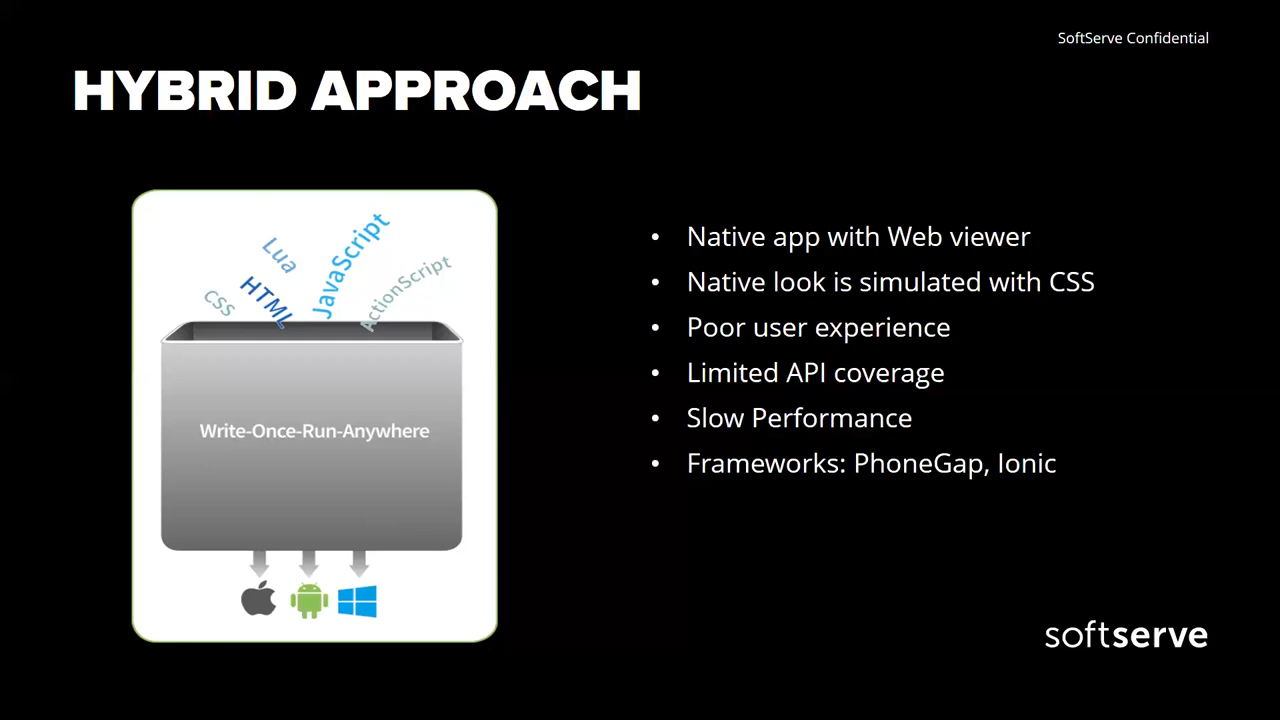 SoftServe Confidential
HYBRID APPROACH
Lua
JavaScript
CSS
HTML
ActionScript
Write-Once-Run-Anywhere
• Native app with Web viewer
• Native look is simulated with CSS
• Poor user experience
• Limited API coverage
• Slow Performance
• Frameworks: PhoneGap, Ionic
softserve